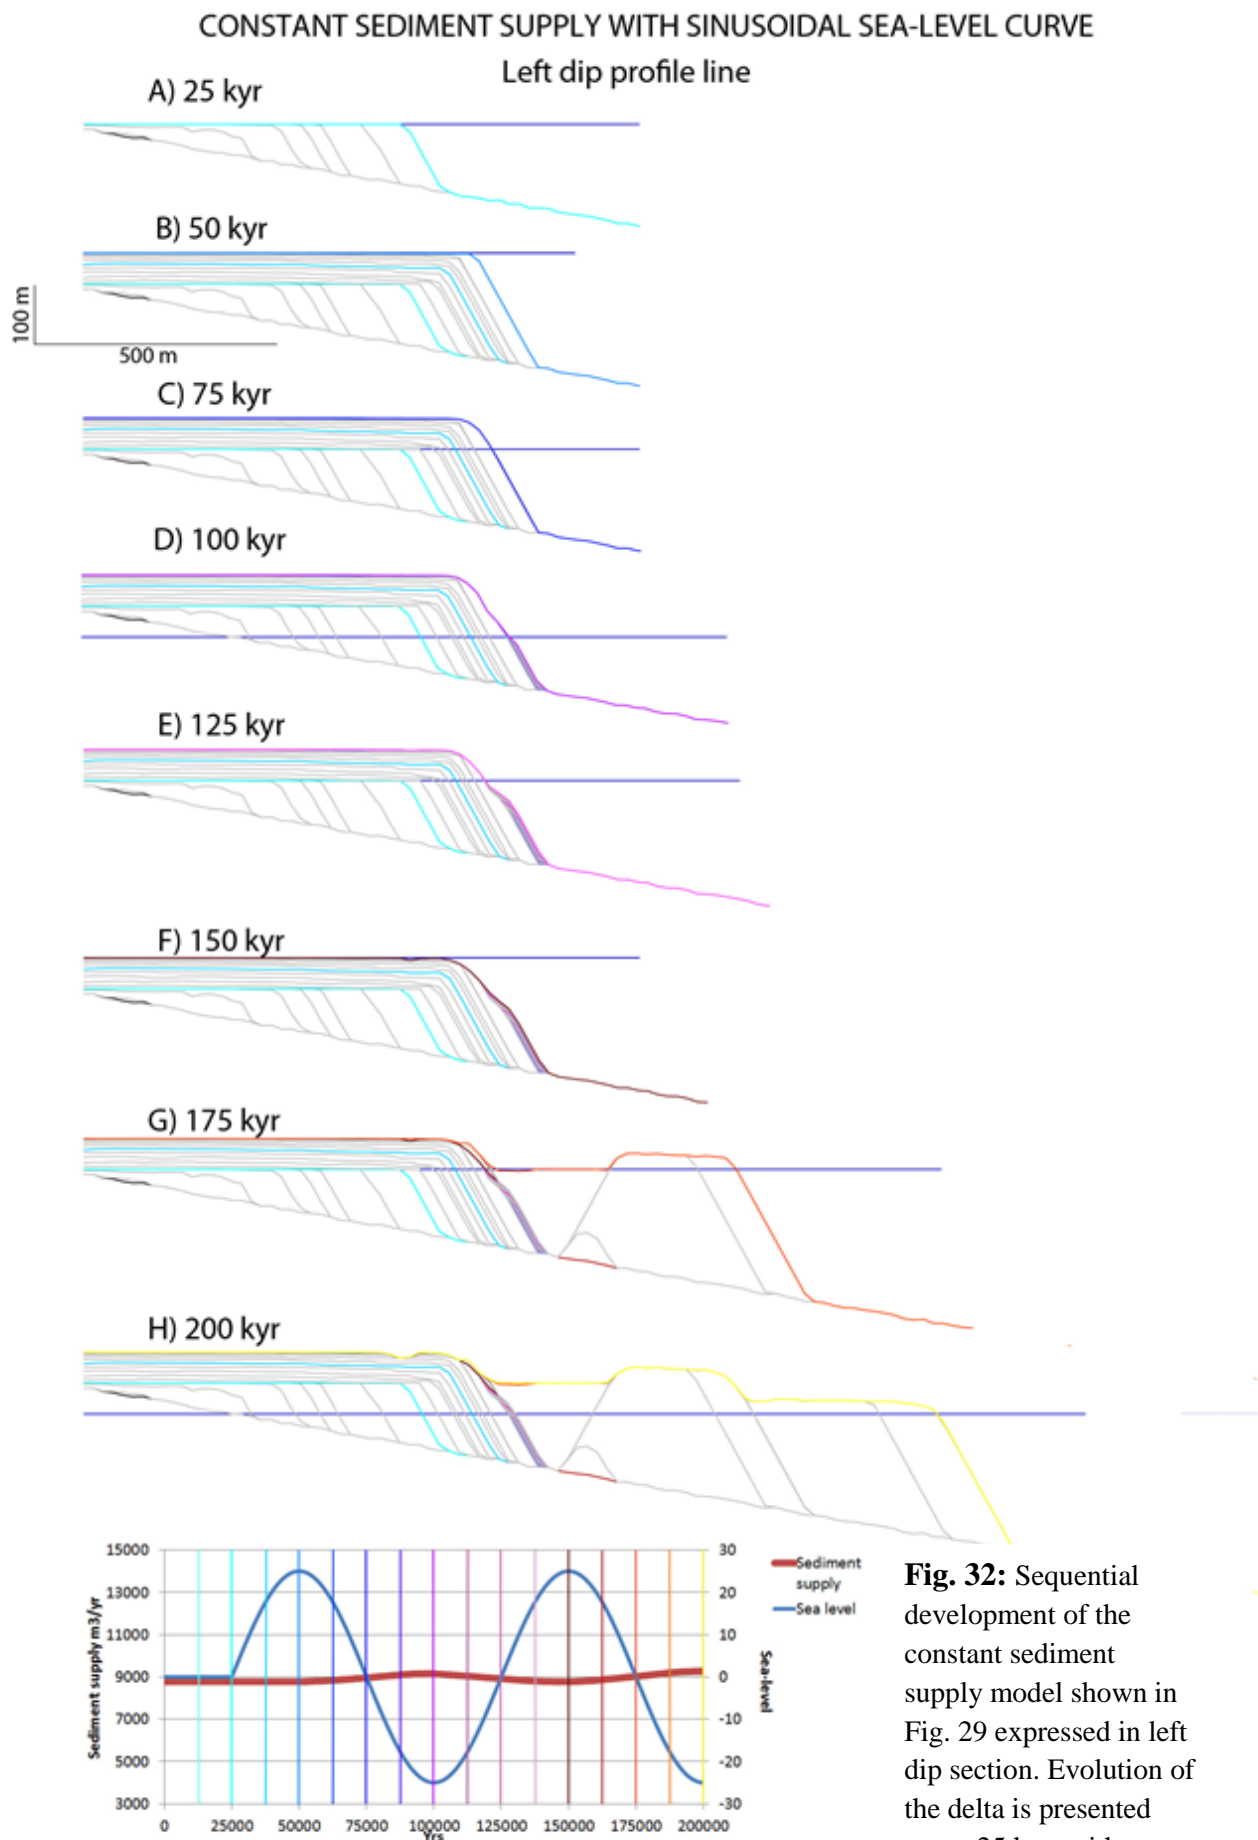 CONSTANT SEDIMENT SUPPLY WITH SINUSOIDAL SEA-LEVEL CURVE
Left dip profile line
A) 25 kyr
B) 50 kyr
100 m
500 m
C) 75 kyr
D) 100 kyr
E) 125 kyr
F) 150 kyr
G) 175 kyr
H) 200 kyr
15000
13000
11000
9000
7000
5000
3000
Sediment supply m3/yr
30
20
10
0
-10
-20
-30
Sea-level
0
25000
50000
75000
100000
125000
150000
175000
200000
Yrs
Sediment
supply
Sea level
Fig. 32: Sequential
development of the
constant sediment
supply model shown in
Fig. 29 expressed in left
dip section. Evolution of
the delta is presented